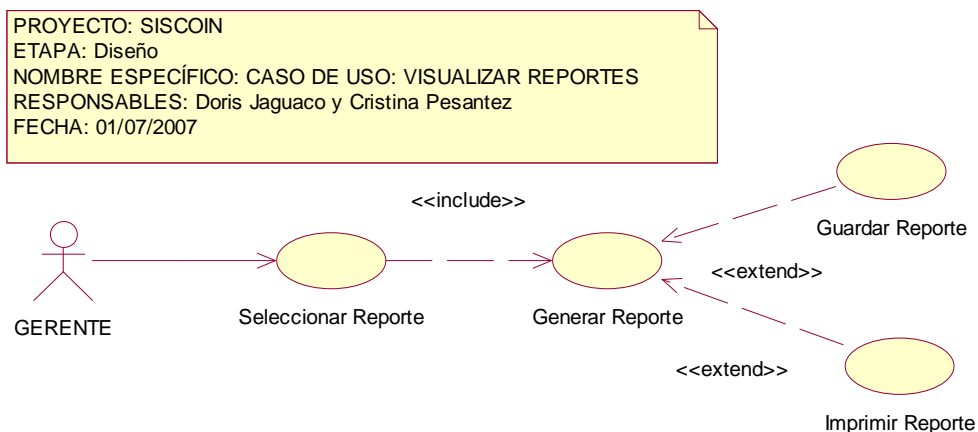 PROYECTO: SISCOIN
ETAPA: Diseño
NOMBRE ESPECÍFICO: CASO DE USO: VISUALIZAR REPORTES
RESPONSABLES: Doris Jaguaco y Cristina Pesantez
FECHA: 01/07/2007
<<include>>
Guardar Reporte
<<extend>>
GERENTE
Seleccionar Reporte
Generar Reporte
<<extend>>
Imprimir Reporte